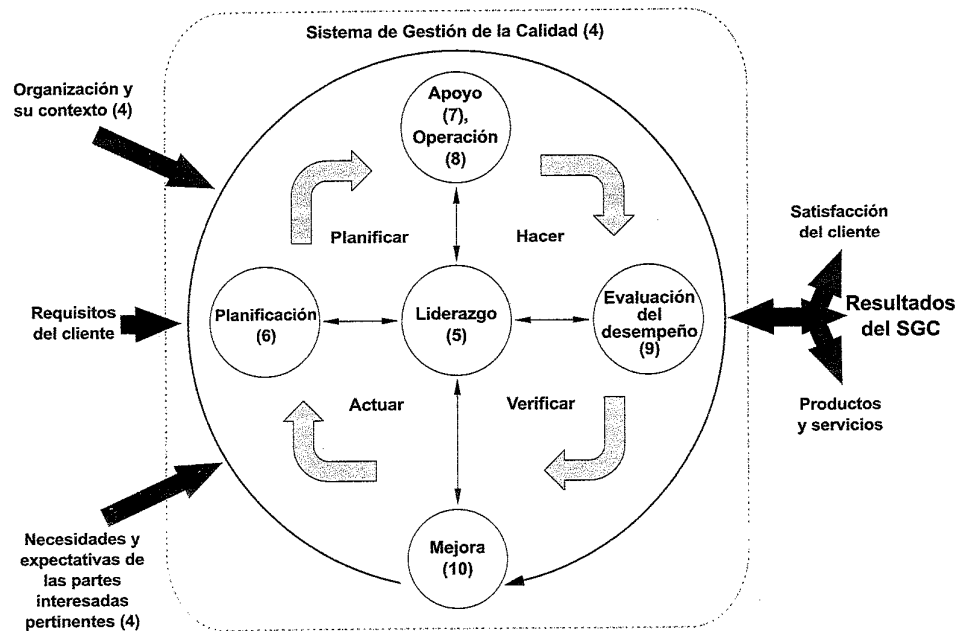 Sistema de Gestión de la Calidad (4)
Organización y
su contexto (4)
Apoyo
(7),
Operación
(8)
Planificar
Hacer
Satisfacción
del cliente
Requisitos
del cliente
Planificación
(6)
Liderazgo
(5)
Evaluación
del
desempeño
(9)
Resultados
del SGC
Actuar
Verificar
Productos
y servicios
Necesidades y
expectativas de
las partes
interesadas
pertinentes (4)
Mejora
(10)